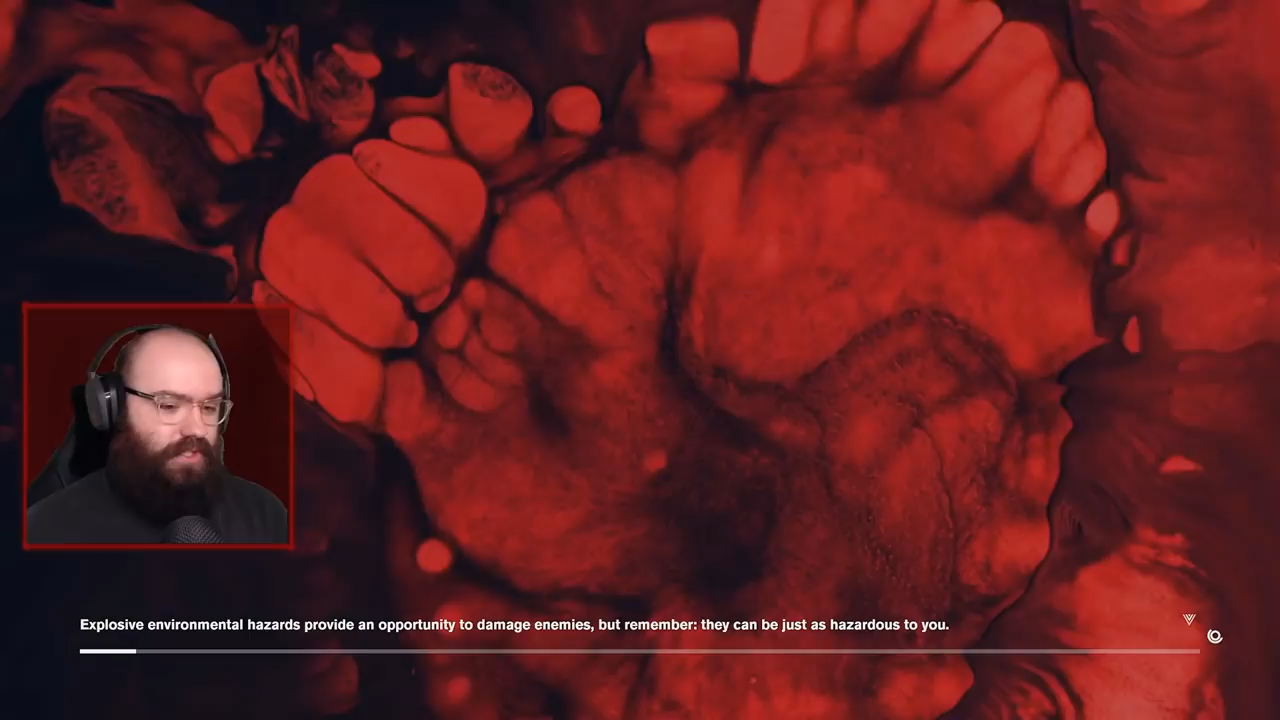 Explosive environmental hazards provide an opportunity to damage enemies, but remember: they can be just as hazardous to you.